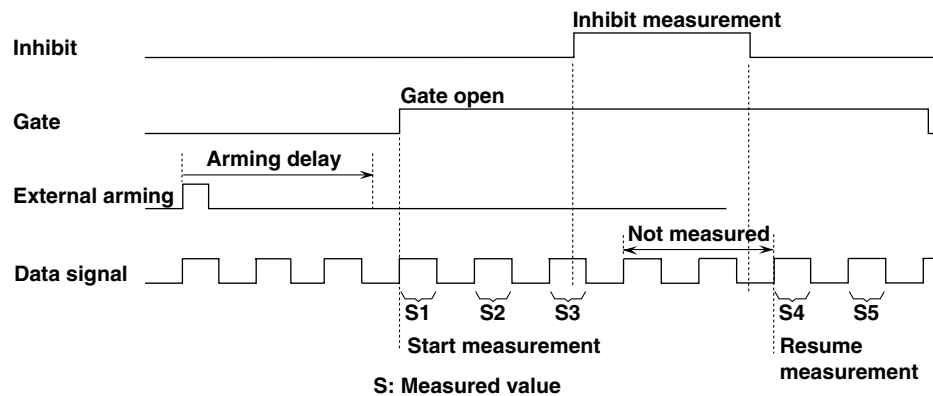 Inhibit measurement
Inhibit
Gate open
Gate
Arming delay
External arming
Not measured
Data signal
S1 S2 S3 S4 S5
Start measurement
Resume
measurement
S: Measured value